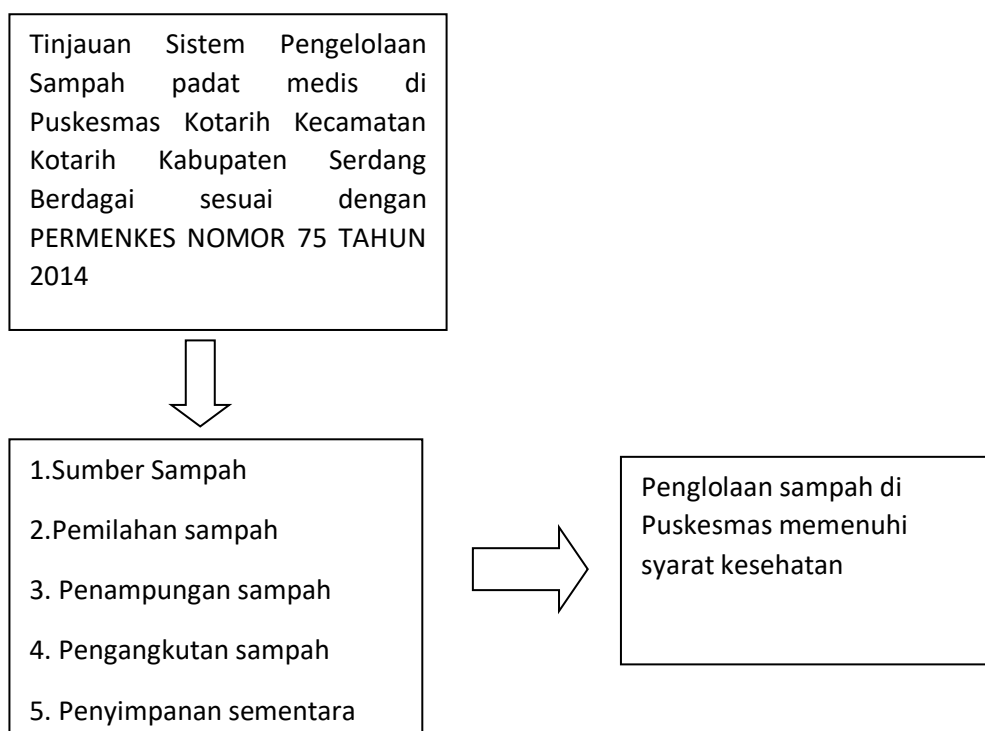 Tinjauan Sistem Pengelolaan
Sampah padat medis di
Puskesmas Kotarih Kecamatan
Kotarih Kabupaten Serdang
Berdagai sesuai dengan
PERMENKES NOMOR 75 TAHUN
2014
1.Sumber Sampah
2.Pemilahan sampah
3. Penampungan sampah
4. Pengangkutan sampah
5. Penyimpanan sementara
Penglolaan sampah di
Puskesmas memenuhi
syarat kesehatan